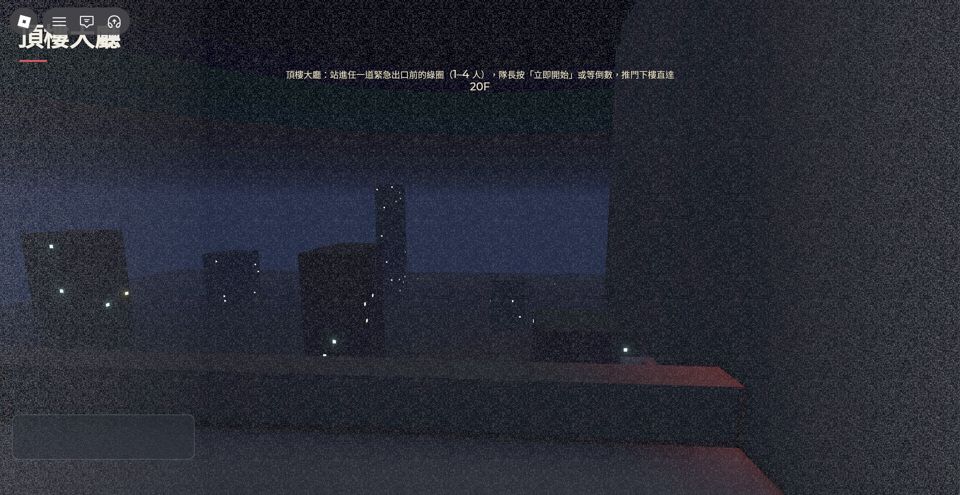 頂樓大廳
頂樓大廳：站進任一道緊急出口前的綠圈（1–4 人），隊長按「立即開始」或等倒數，推門下樓直達
20F